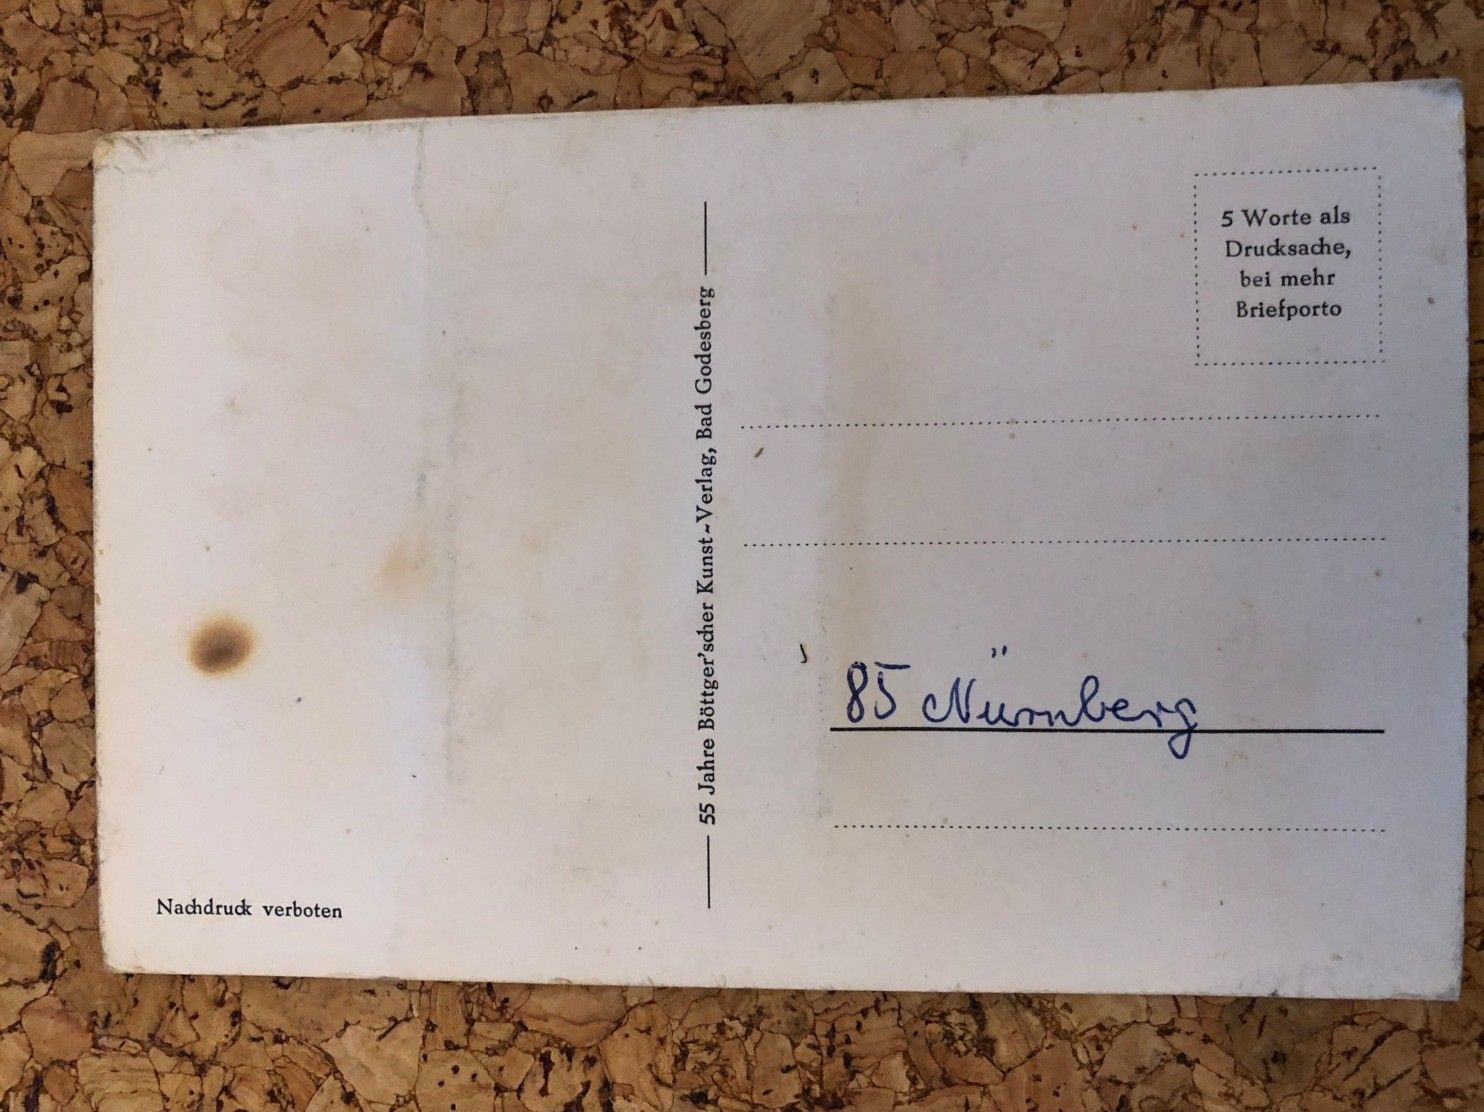 5 Worte als
Drucksache,
bei mehr
Briefporto
55 Jahre Böttger'scher Kunst-Verlag, Bad Godesberg
85 Nürnberg
Nachdruck verboten